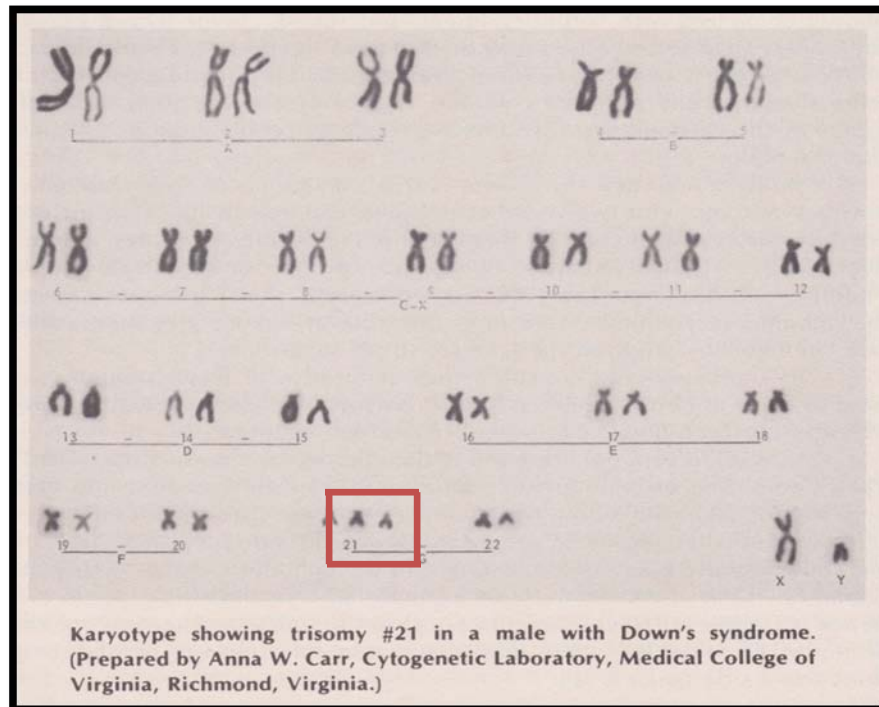 1 2 3
A
4 5
B
6 7 8 9 10 11 12
C-X
13 14 15 16 17 18
D E
19 20 21 22
F G
X Y
Karyotype showing trisomy #21 in a male with Down's syndrome.
(Prepared by Anna W. Carr, Cytogenetic Laboratory, Medical College of
Virginia, Richmond, Virginia.)